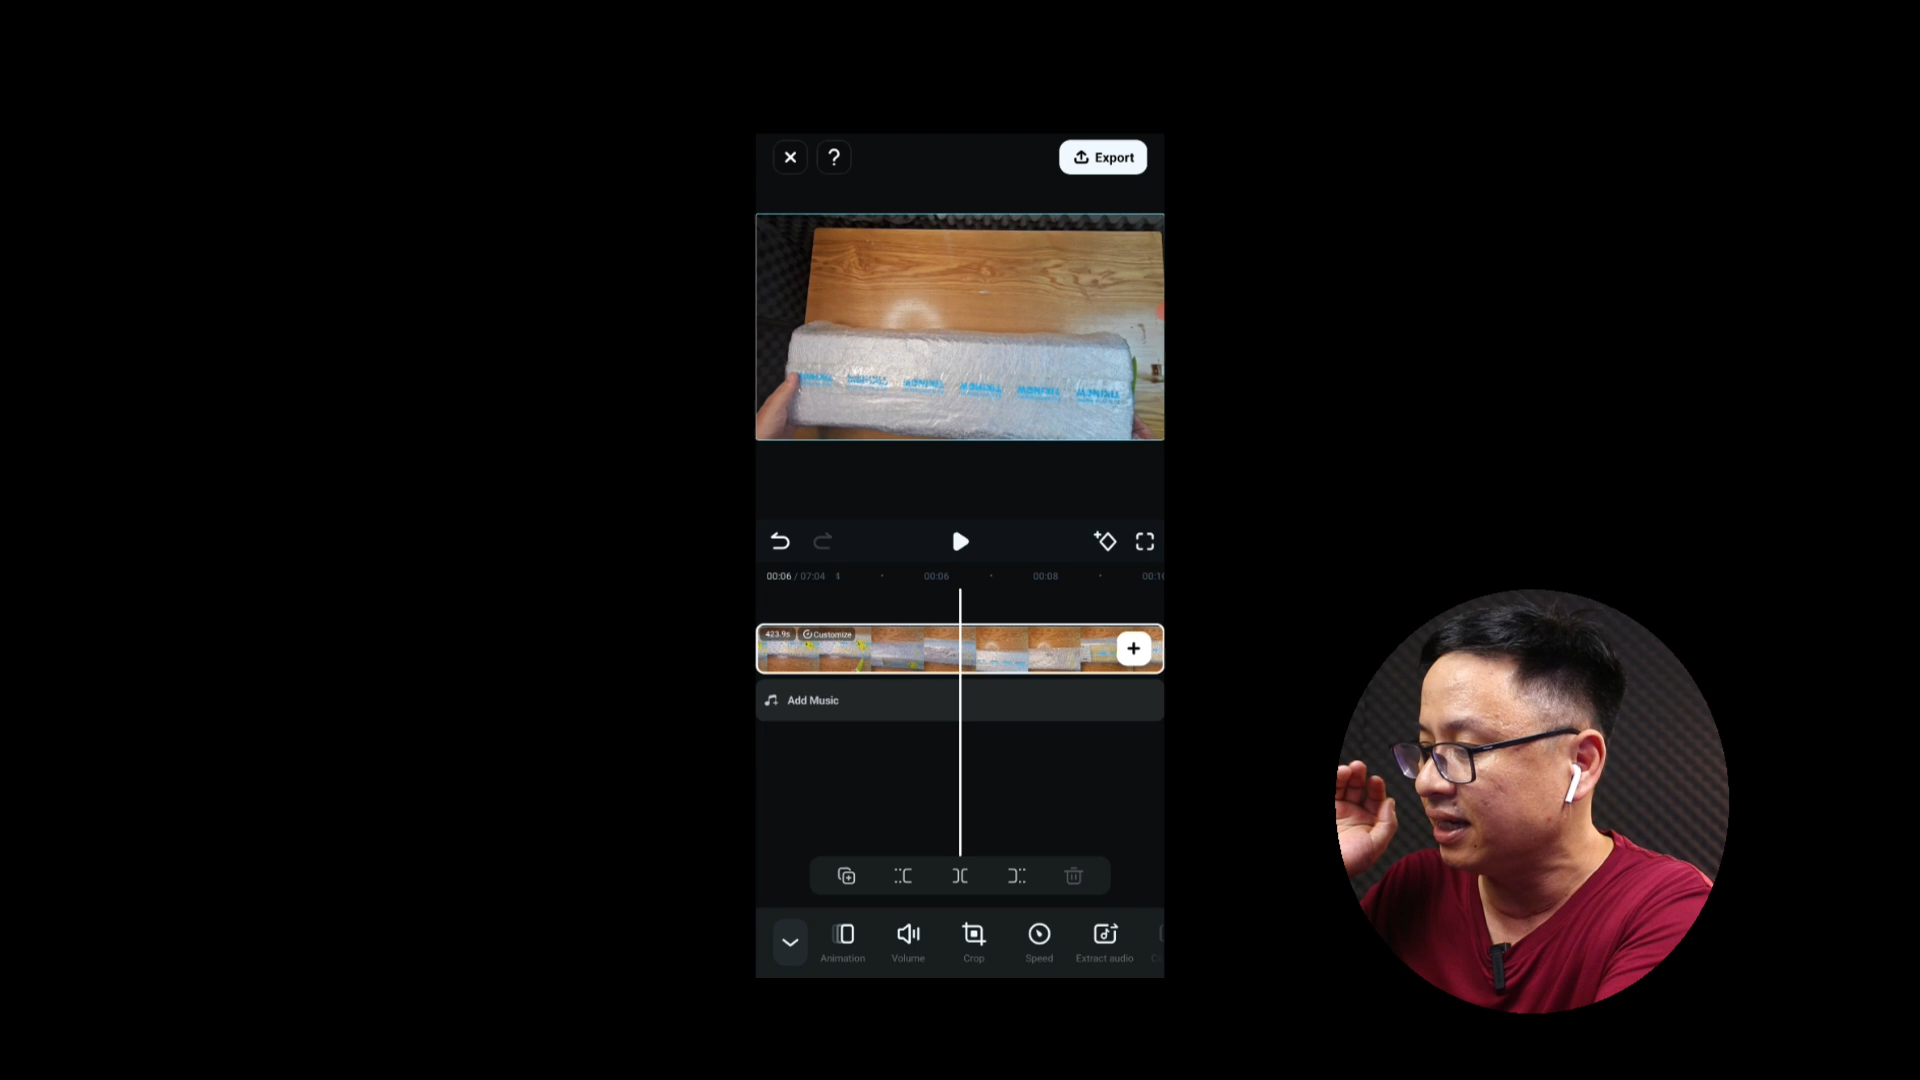 ?
Export
00:06 / 07:04
00:06
00:08
423.9s
Customize
Add Music
Animation
Volume
Crop
Speed
Extract audio